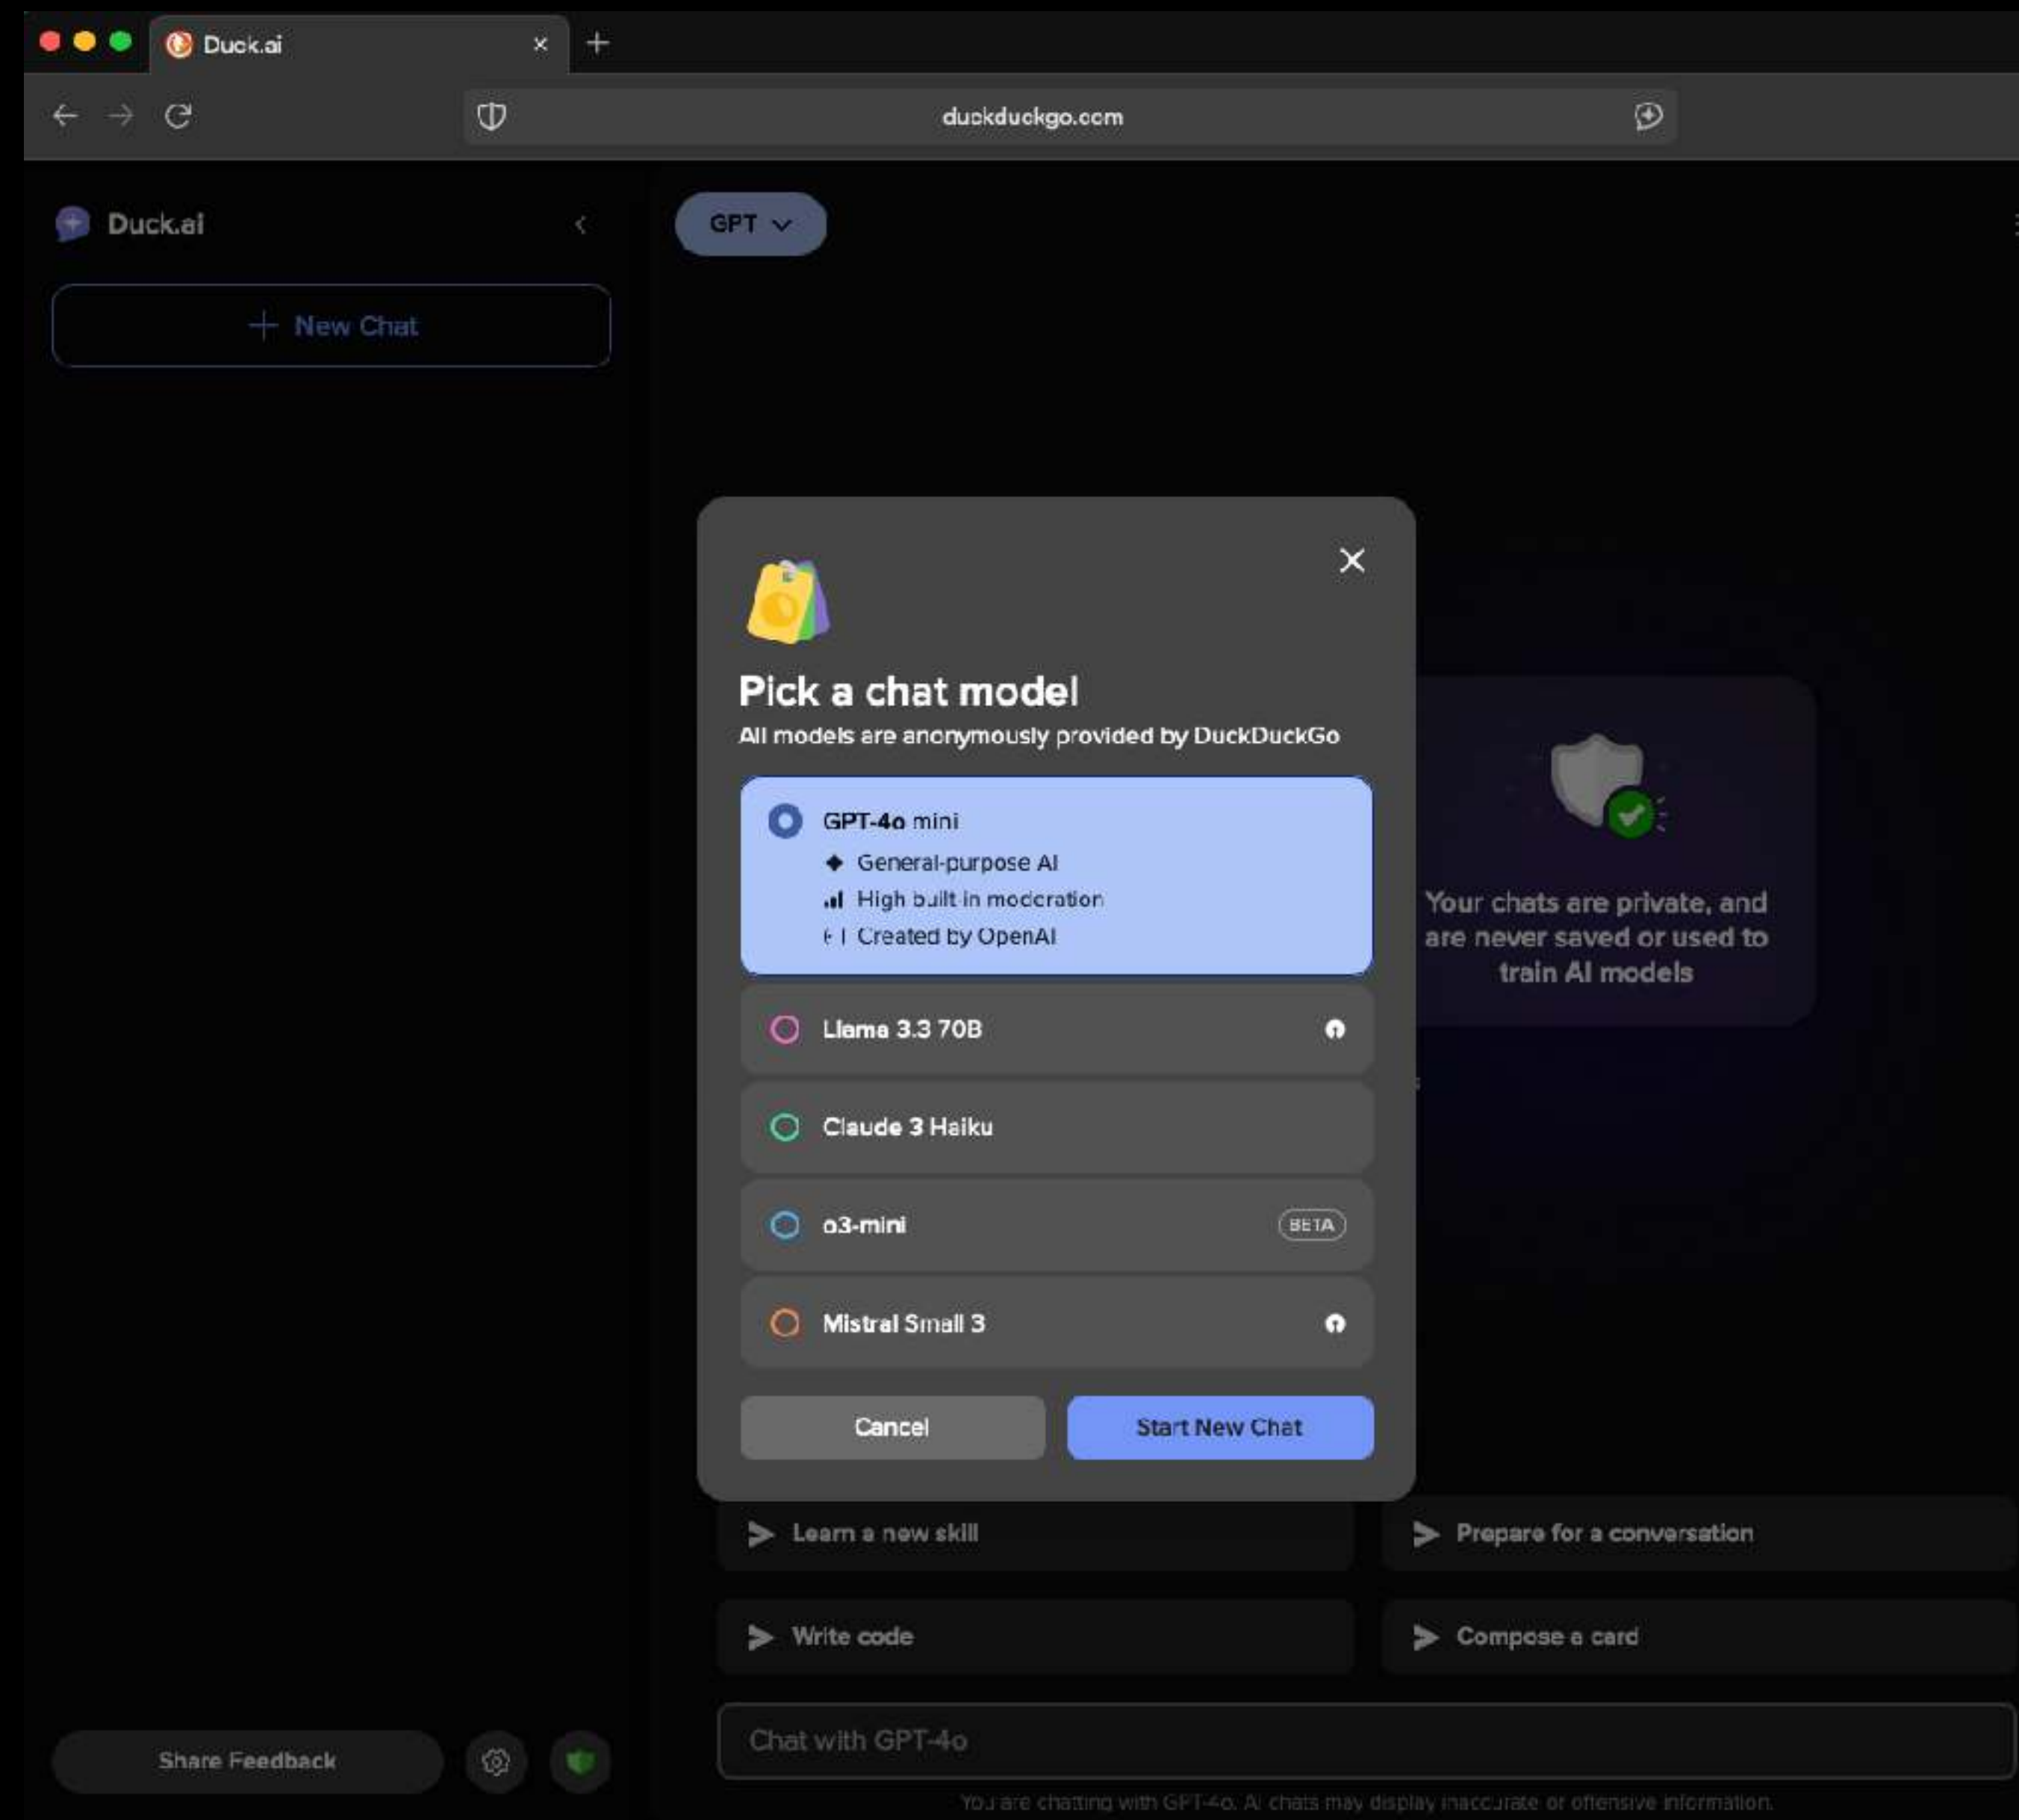 Duck.ai
duckduckgo.com
Duck.ai
GPT
New Chat
Pick a chat model
All models are anonymously provided by DuckDuckGo
GPT-4o mini
General-purpose AI
High built-in moderation
Created by OpenAI
Llama 3.3 70B
Claude 3 Haiku
o3-mini
BETA
Mistral Small 3
Cancel
Start New Chat
Your chats are private, and
are never saved or used to
train AI models
Learn a new skill
Prepare for a conversation
Write code
Compose a card
Chat with GPT-4o
Share Feedback
You are chatting with GPT-4o. AI chats may display inaccurate or offensive information.